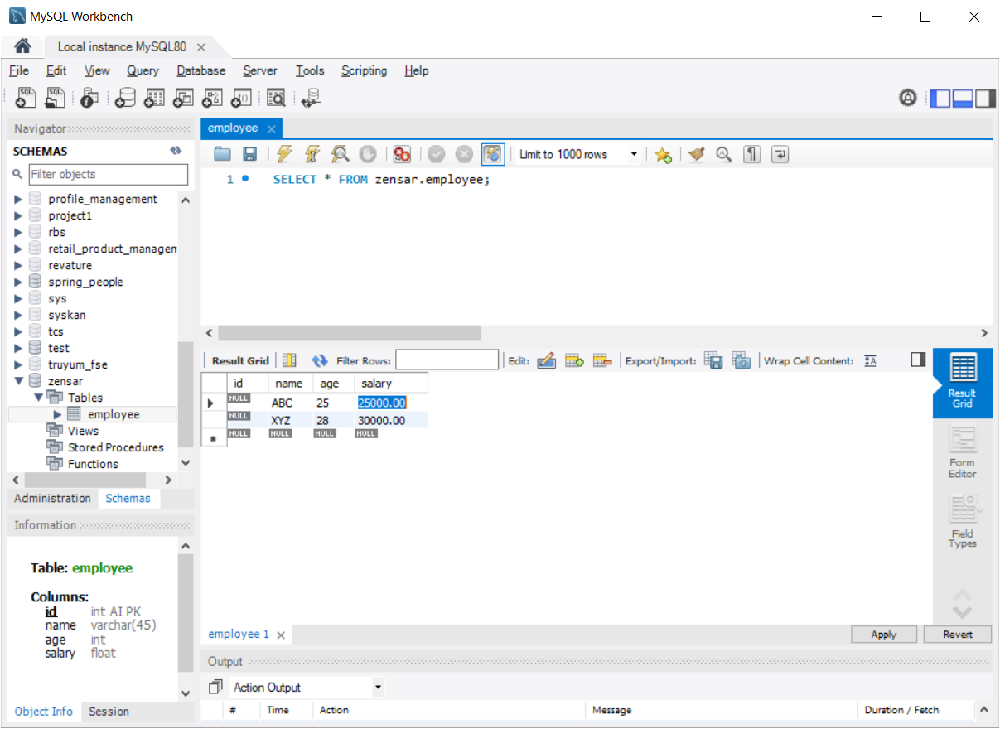 MySQL Workbench
Local instance MySQL80
File Edit View Query Database Server Tools Scripting Help
Navigator
SCHEMAS
Filter objects
profile_management
project1
rbs
retail_product_managem
revature
spring_people
sys
syskan
tcs
test
truyum_fse
zensar
Tables
employee
Views
Stored Procedures
Functions
Administration Schemas
Information
Table: employee
Columns:
id int AI PK
name varchar(45)
age int
salary float
Object Info Session
employee
Limit to 1000 rows
1 SELECT * FROM zensar.employee;
Result Grid Filter Rows: Edit: Export/Import: Wrap Cell Content:
id name age salary
NULL ABC 25 25000.00
NULL XYZ 28 30000.00
NULL NULL NULL NULL
Result
Grid
Form
Editor
Field
Types
employee 1
Apply Revert
Output
Action Output
# Time Action Message Duration / Fetch